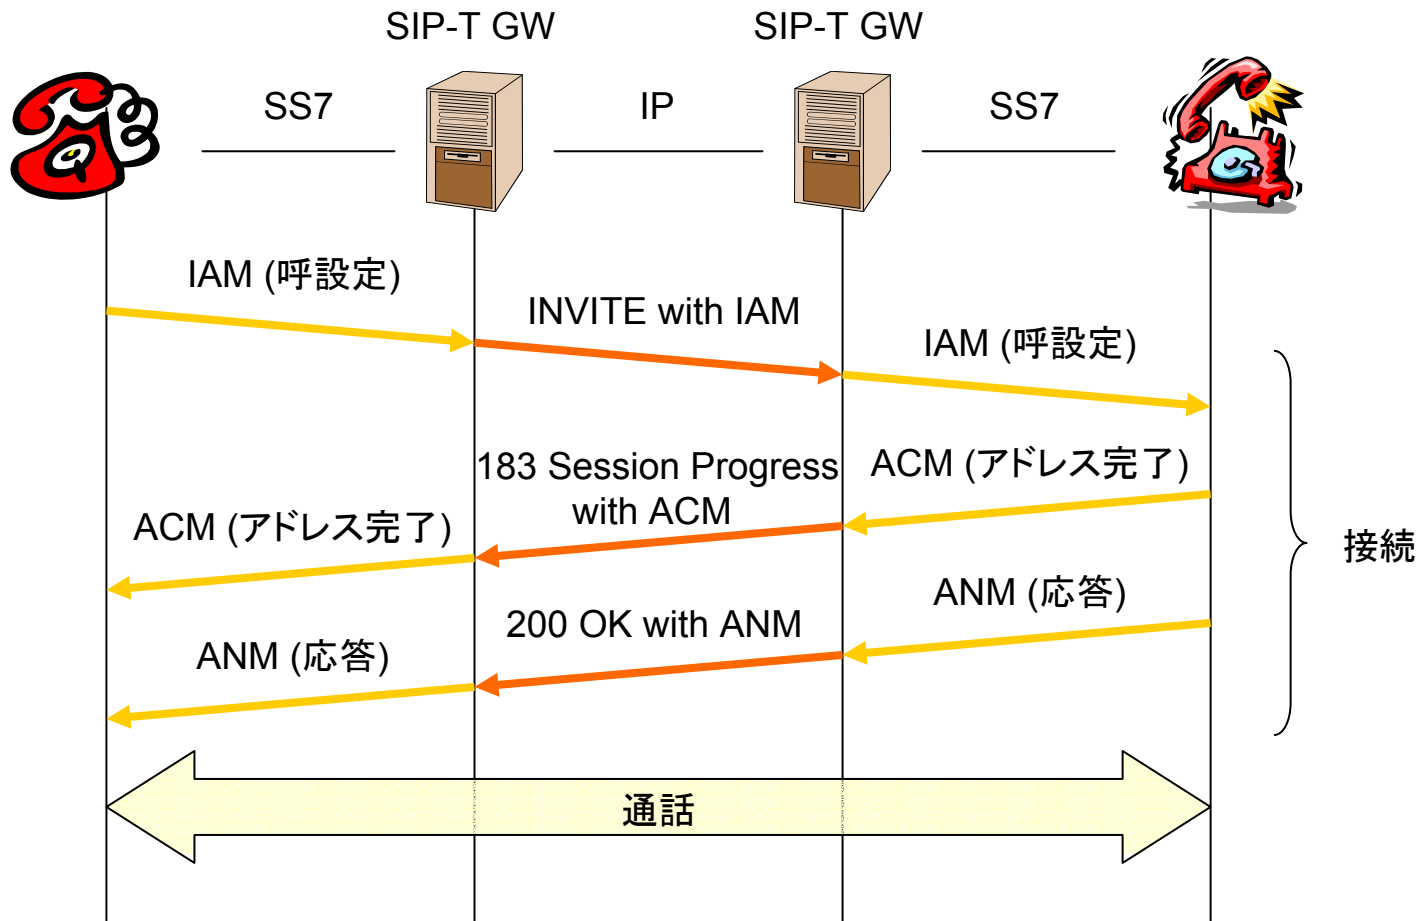 SIP-T GW
SIP-T GW
SS7
IP
SS7
IAM (呼設定)
INVITE with IAM
IAM (呼設定)
183 Session Progress
with ACM
ACM (アドレス完了)
ACM (アドレス完了)
接続
ANM (応答)
200 OK with ANM
ANM (応答)
通話